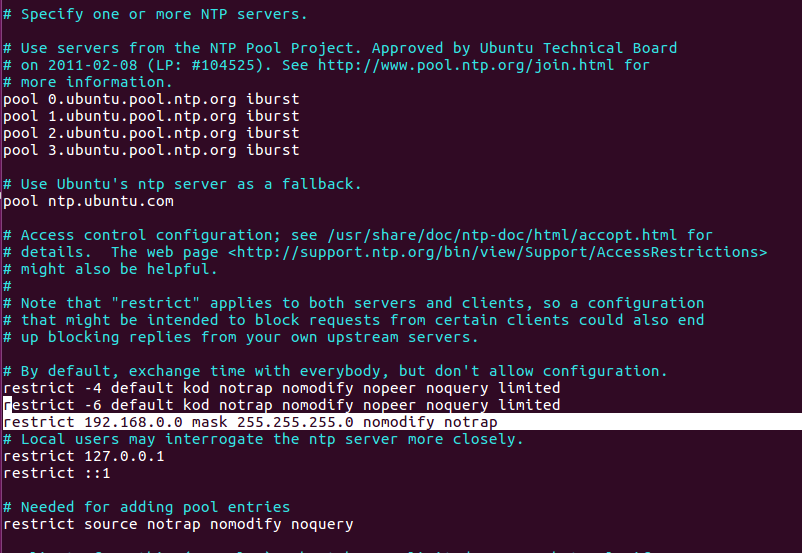 # Specify one or more NTP servers.
# Use servers from the NTP Pool Project. Approved by Ubuntu Technical Board
# on 2011-02-08 (LP: #104525). See http://www.pool.ntp.org/join.html for
# more information.
pool 0.ubuntu.pool.ntp.org iburst
pool 1.ubuntu.pool.ntp.org iburst
pool 2.ubuntu.pool.ntp.org iburst
pool 3.ubuntu.pool.ntp.org iburst
# Use Ubuntu's ntp server as a fallback.
pool ntp.ubuntu.com
# Access control configuration; see /usr/share/doc/ntp-doc/html/accopt.html for
# details.  The web page <http://support.ntp.org/bin/view/Support/AccessRestrictions>
# might also be helpful.
#
# Note that "restrict" applies to both servers and clients, so a configuration
# that might be intended to block requests from certain clients could also end
# up blocking replies from your own upstream servers.
# By default, exchange time with everybody, but don't allow configuration.
restrict -4 default kod notrap nomodify nopeer noquery limited
restrict -6 default kod notrap nomodify nopeer noquery limited
restrict 192.168.0.0 mask 255.255.255.0 nomodify notrap
# Local users may interrogate the ntp server more closely.
restrict 127.0.0.1
restrict ::1
# Needed for adding pool entries
restrict source notrap nomodify noquery